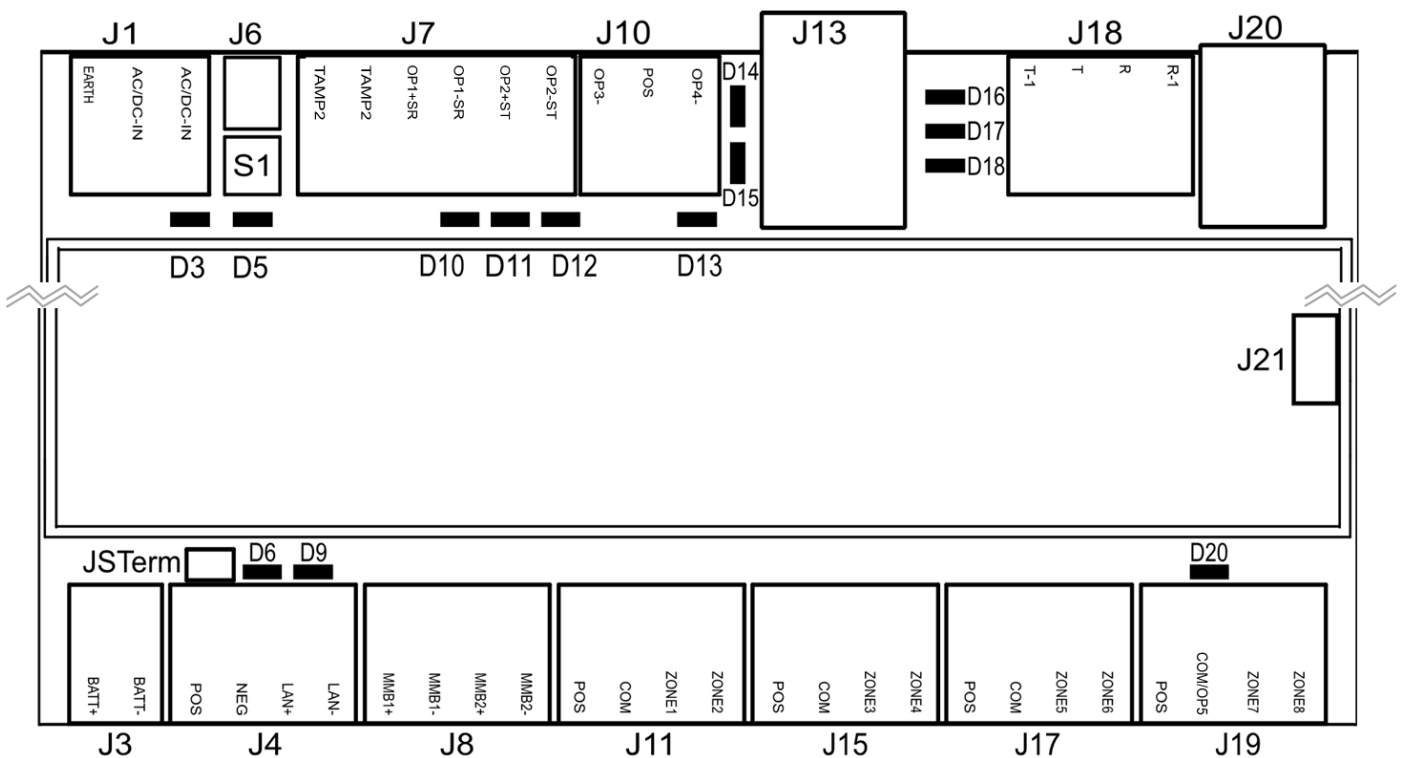 J1 J6 J7 J10 J13 J18 J20
EARTH AC/DC-IN AC/DC-IN
S1
TAMP2 TAMP2 OP1+SR OP1-SR OP2+ST OP2-ST
OP3- POS OP4-
D14
D15
D16
D17
D18
T-1 T R R-1
D3 D5 D10 D11 D12 D13
J21
JSTerm D6 D9 D20
BATT+ BATT-
POS NEG LAN+ LAN-
MMB1+ MMB1- MMB2+ MMB2-
POS COM ZONE1 ZONE2
POS COM ZONE3 ZONE4
POS COM ZONE5 ZONE6
POS COM/OP5 ZONE7 ZONE8
J3 J4 J8 J11 J15 J17 J19